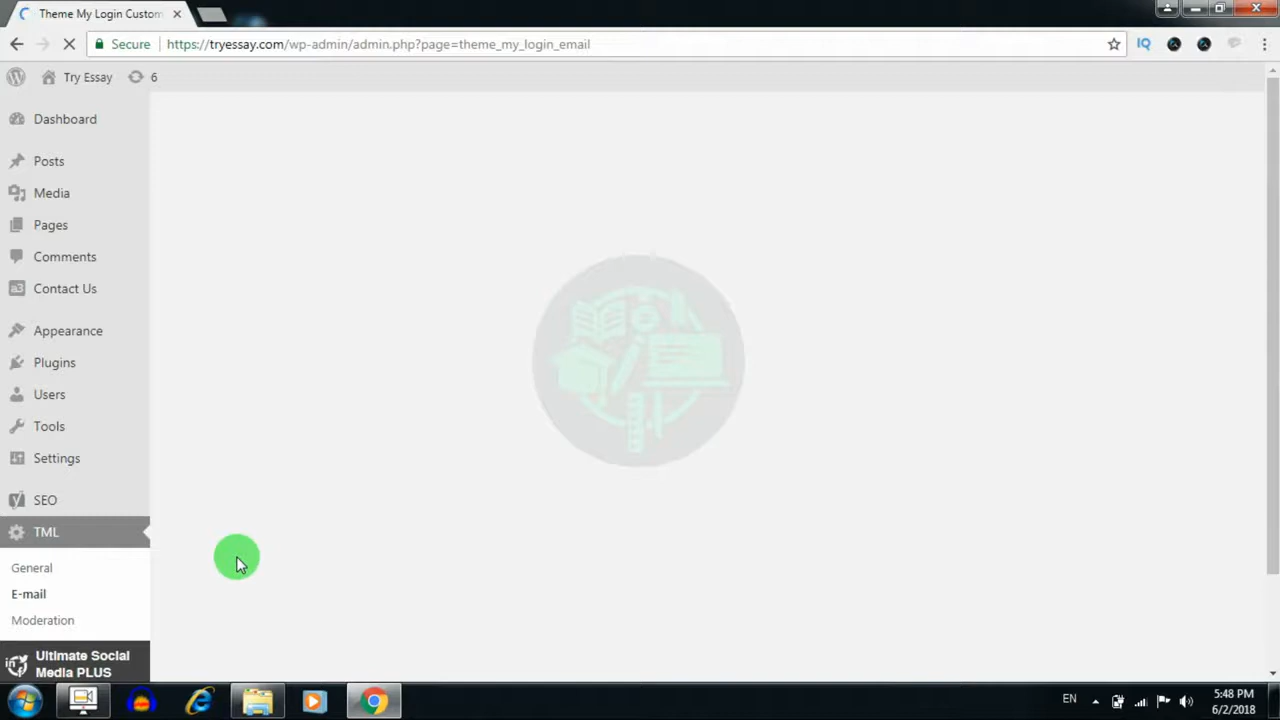 Theme My Login Custom
Secure https://tryessay.com/wp-admin/admin.php?page=theme_my_login_email
IQ
Try Essay 6
Dashboard
Posts
Media
Pages
Comments
a3 Contact Us
Appearance
Plugins
Users
Tools
Settings
SEO
TML
General
E-mail
Moderation
Ultimate Social
Media PLUS
EN
5:48 PM
6/2/2018